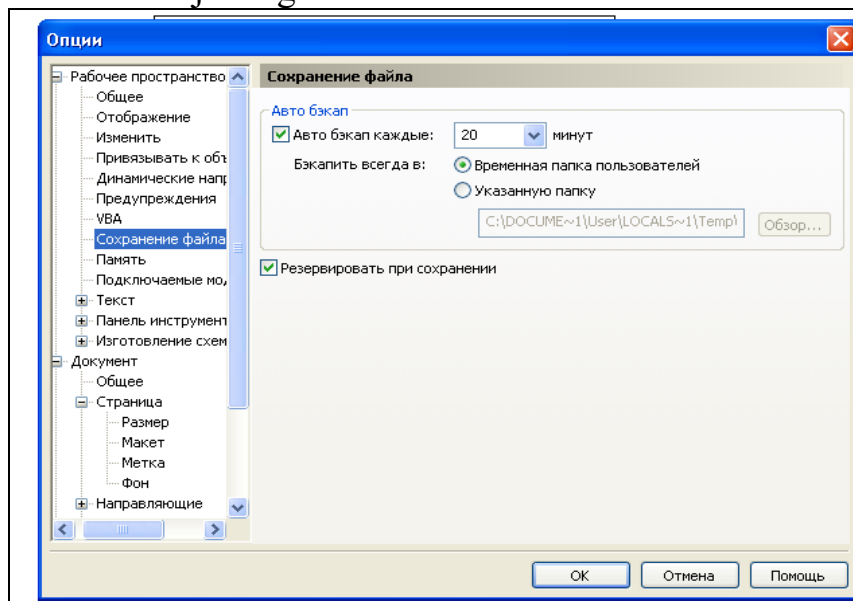 Опции
Рабочее пространство
Общее
Отображение
Изменить
Привязывать к объ
Динамические напр
Предупреждения
VBA
Сохранение файла
Память
Подключаемые мо
Текст
Панель инструмент
Изготовление схем
Документ
Общее
Страница
Размер
Макет
Метка
Фон
Направляющие
Сохранение файла
Авто бэкап
Авто бэкап каждые: 20 минут
Бэкапить всегда в: Временная папка пользователей
Указанную папку
C:\DOCUME~1\User\LOCALS~1\Temp\ Обзор...
Резервировать при сохранении
OK Отмена Помощь